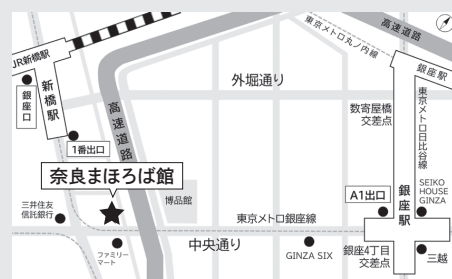 高速道路
東京メトロ丸ノ内線
JR新橋駅
銀座駅
外堀通り
新橋駅
銀座口
高速道路
東京メトロ日比谷線
数寄屋橋
交差点
1番出口
奈良まほろば館
博品館
A1出口
銀座駅
SEIKO
HOUSE
GINZA
三井住友
信託銀行
東京メトロ銀座線
中央通り
ファミリー
マート
GINZA SIX
銀座4丁目
交差点
三越